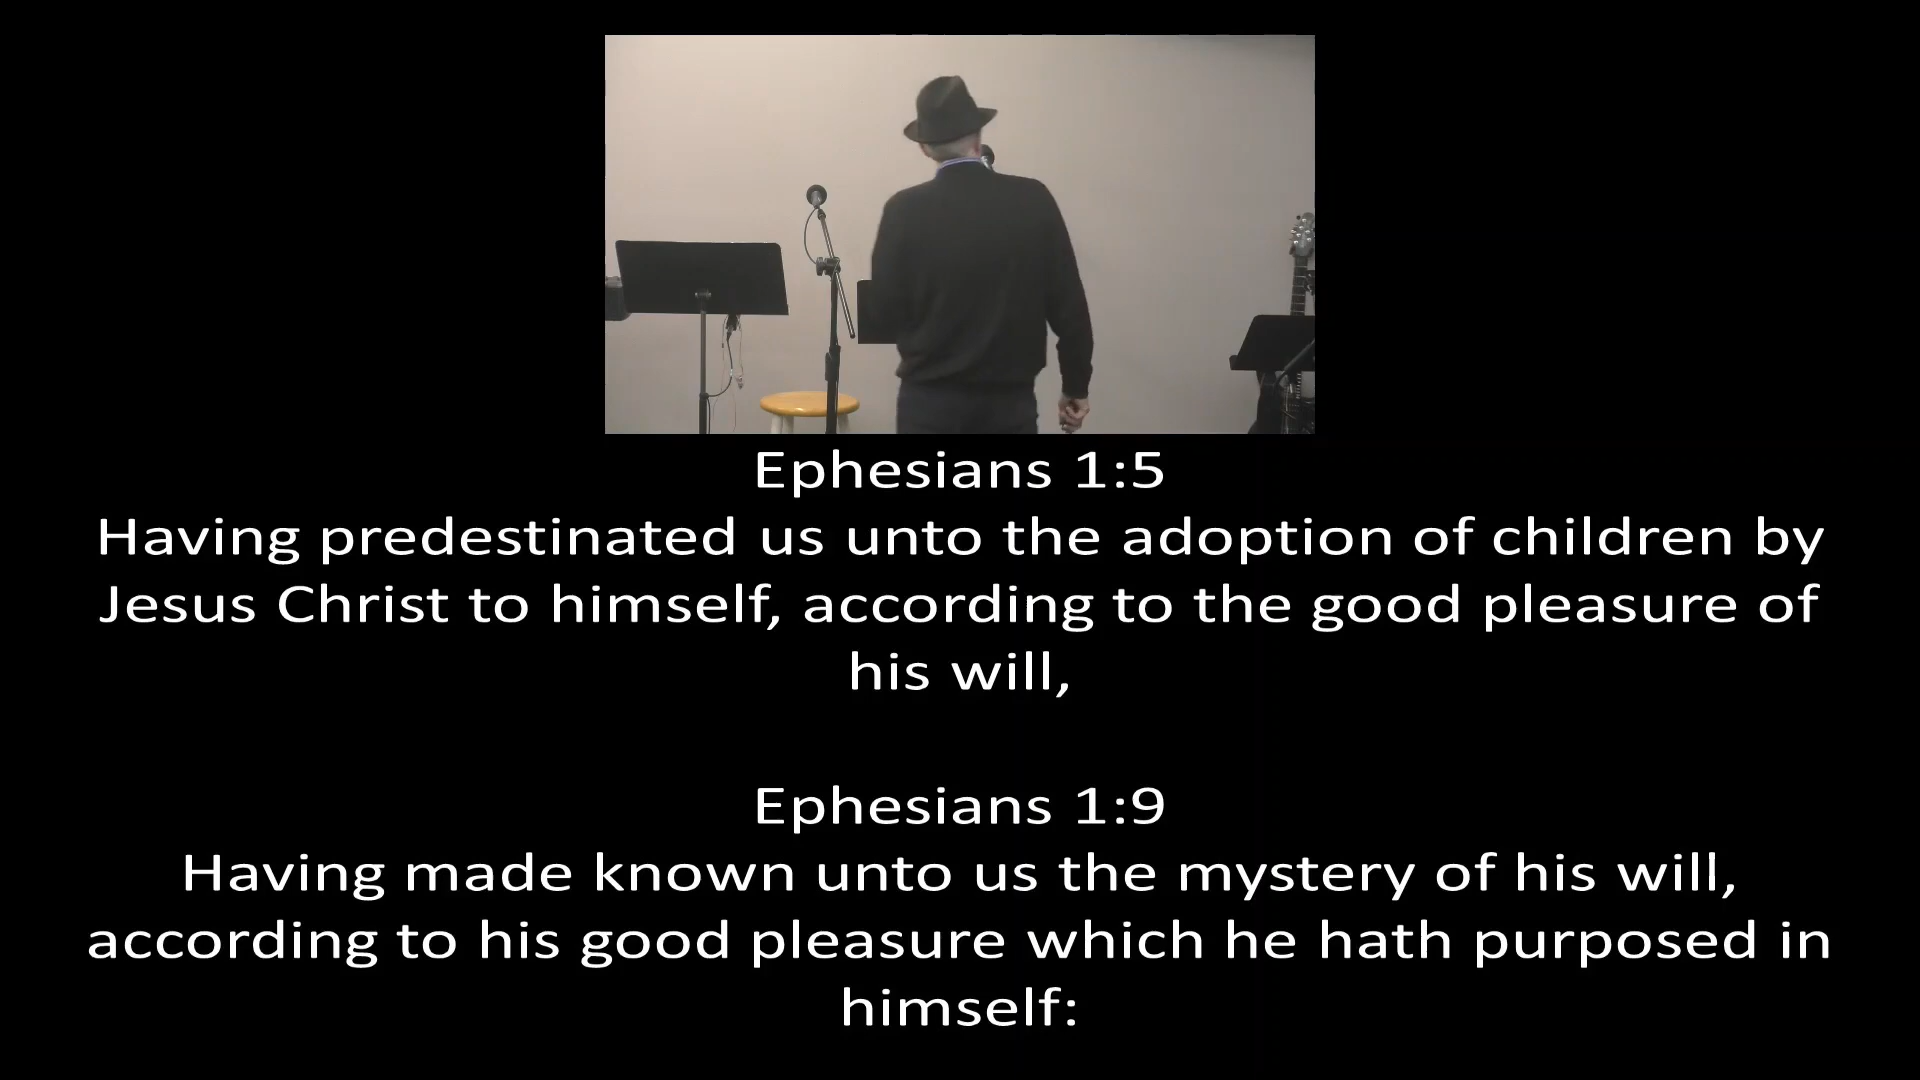 Ephesians 1:5
Having predestinated us unto the adoption of children by
Jesus Christ to himself, according to the good pleasure of
his will,
Ephesians 1:9
Having made known unto us the mystery of his will,
according to his good pleasure which he hath purposed in
himself: